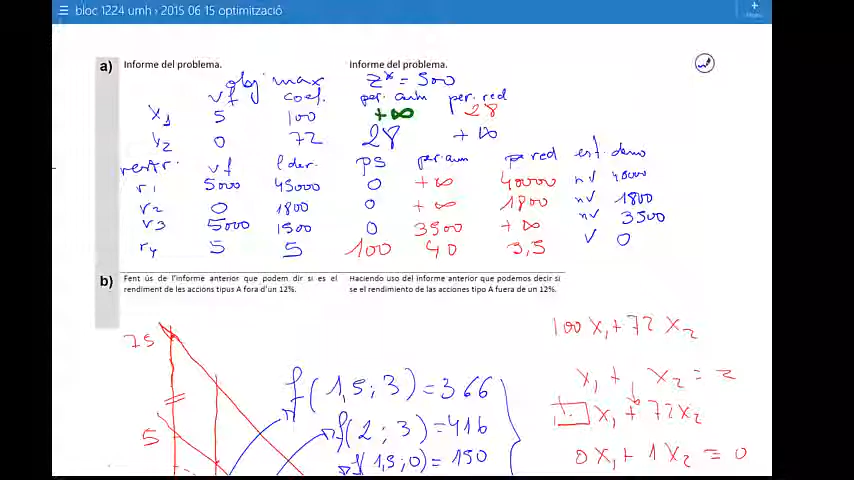 bloc 1224 umh › 2015 06 15 optimització
a) Informe del problema. Informe del problema.
obj max z* = 500
vf coef. per. aum per. red
x1 5 100 +∞ 28
x2 0 72 28 +∞
restr. vf l der. PS per. aum pe red est. demo
r1 5000 45000 0 +∞ 40000 nv 40000
r2 0 1800 0 +∞ 1800 nv 1800
r3 5000 1500 0 3500 +∞ nv 3500
r4 5 5 100 40 3,5 v 0
b) Fent ús de l'informe anterior que podem dir si es el Haciendo uso del informe anterior que podemos decir si
rendiment de les accions tipus A fora d'un 12%. se el rendimiento de las acciones tipo A fuera de un 12%.
100 x1 + 72 x2
75
x1 + x2 = z
f(1,5; 3) = 366
x1 + 72x2
f(2; 3) = 416
5
0x1 + 1x2 = 0
f(1,5; 0) = 150